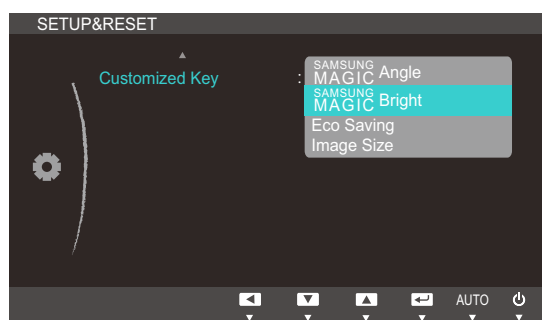 SETUP&RESET
Customized Key : SAMSUNG MAGIC Angle
SAMSUNG MAGIC Bright
Eco Saving
Image Size
AUTO